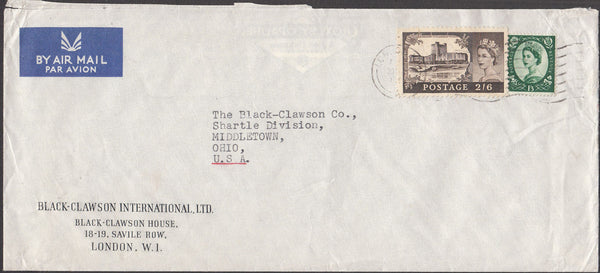 BY AIR MAIL
PAR AVION
POSTAGE 2/6
The Black-Clawson Co.,
Shartle Division,
MIDDLETOWN,
OHIO,
U.S.A.
BLACK-CLAWSON INTERNATIONAL, LTD.
BLACK-CLAWSON HOUSE,
18-19, SAVILE ROW,
LONDON, W.1.